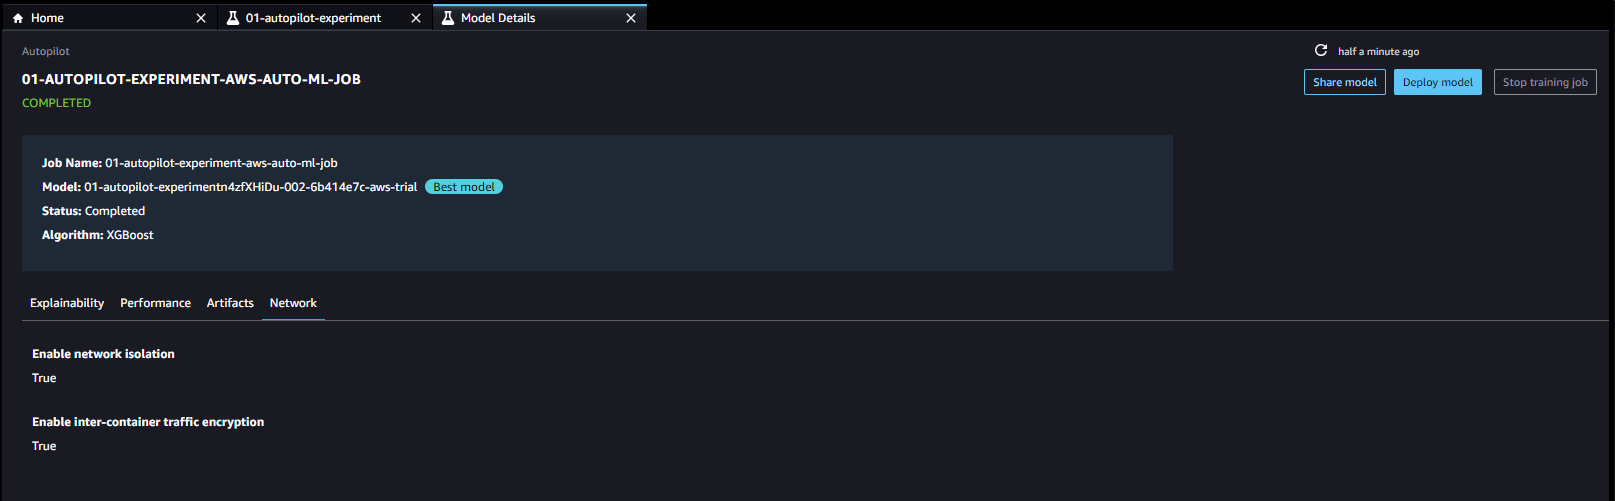 Home
01-autopilot-experiment
Model Details
Autopilot
half a minute ago
01-AUTOPILOT-EXPERIMENT-AWS-AUTO-ML-JOB
Share model
Deploy model
Stop training job
COMPLETED
Job Name: 01-autopilot-experiment-aws-auto-ml-job
Model: 01-autopilot-experimentn4zfXHiDu-002-6b414e7c-aws-trial Best model
Status: Completed
Algorithm: XGBoost
Explainability Performance Artifacts Network
Enable network isolation
True
Enable inter-container traffic encryption
True